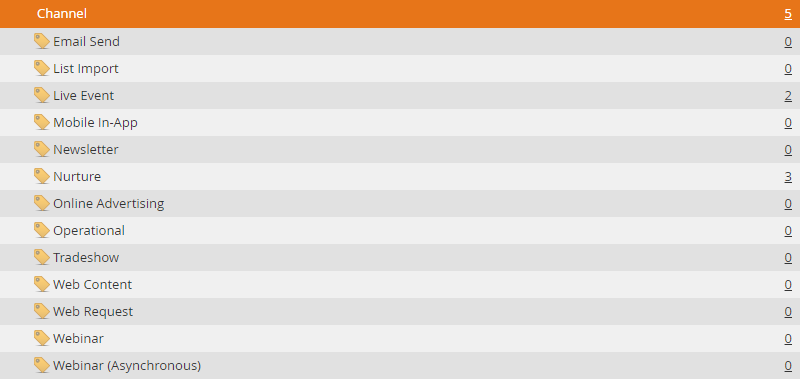 Channel 5
Email Send 0
List Import 0
Live Event 2
Mobile In-App 0
Newsletter 0
Nurture 3
Online Advertising 0
Operational 0
Tradeshow 0
Web Content 0
Web Request 0
Webinar 0
Webinar (Asynchronous) 0